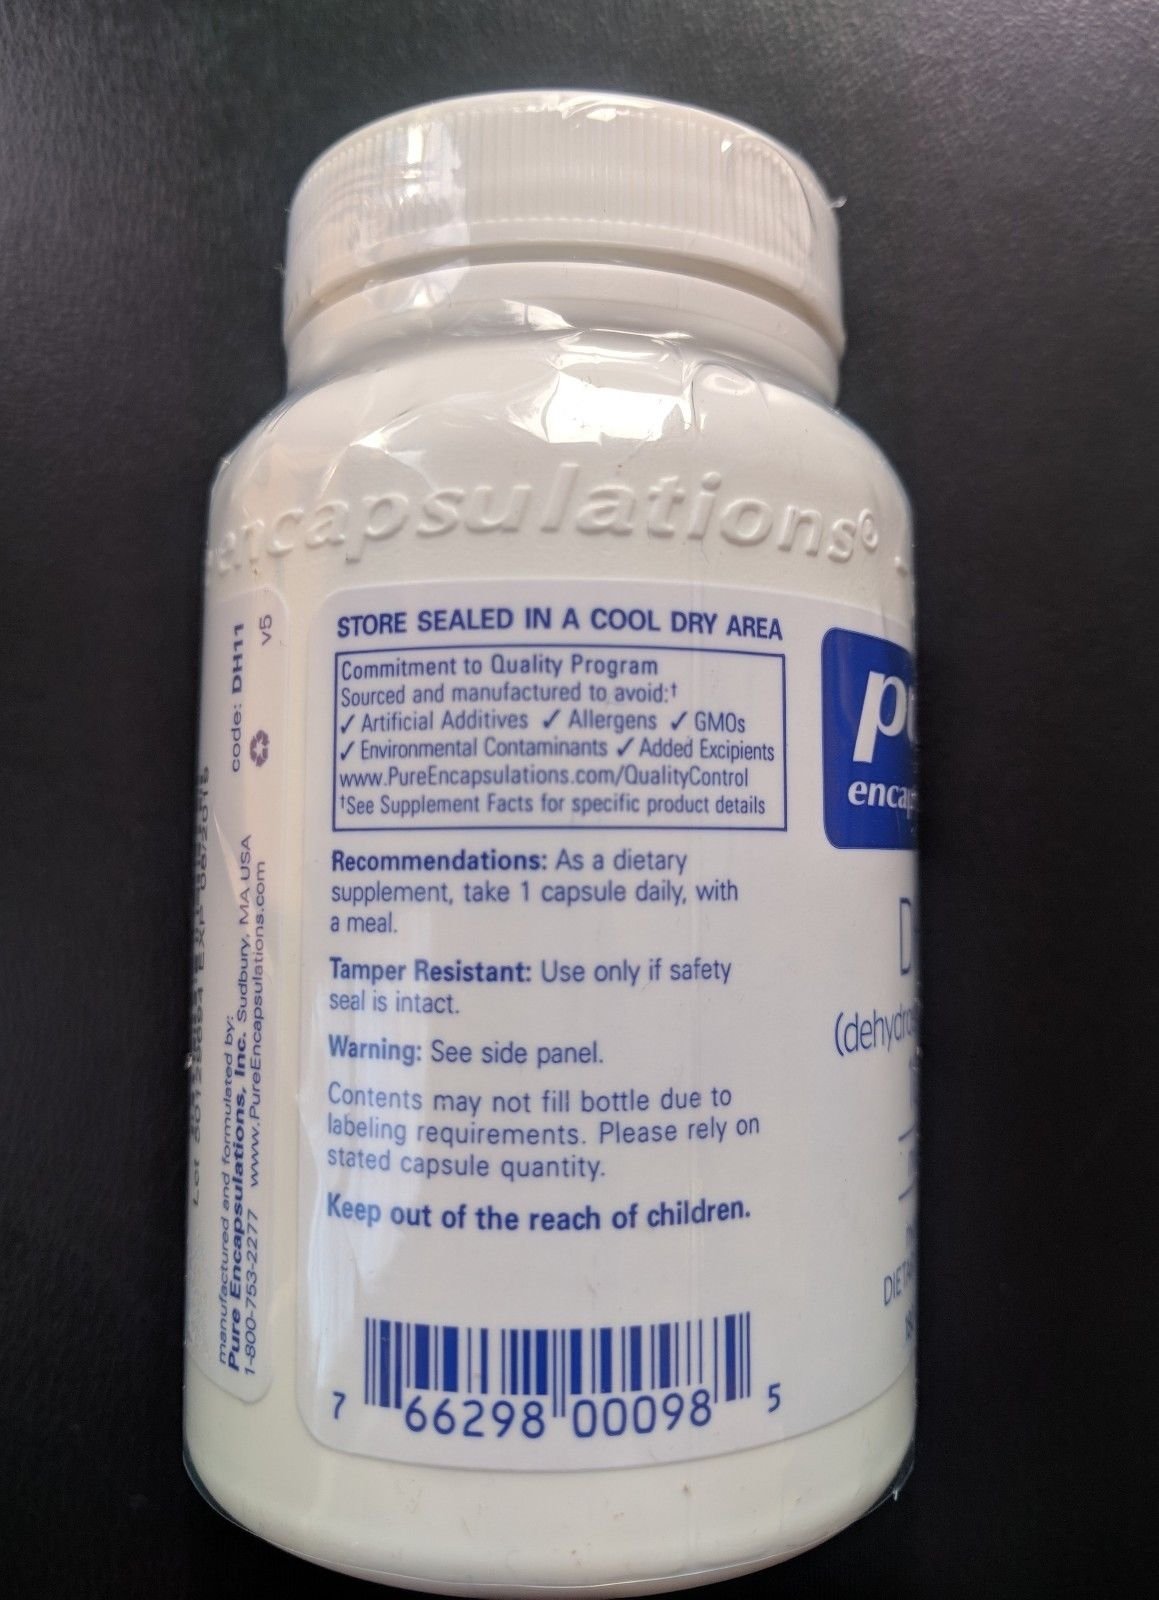 encapsulations®
STORE SEALED IN A COOL DRY AREA
Commitment to Quality Program
Sourced and manufactured to avoid:†
✓ Artificial Additives ✓ Allergens ✓ GMOs
✓ Environmental Contaminants ✓ Added Excipients
www.PureEncapsulations.com/QualityControl
†See Supplement Facts for specific product details
Recommendations: As a dietary
supplement, take 1 capsule daily, with
a meal.
Tamper Resistant: Use only if safety
seal is intact.
Warning: See side panel.
Contents may not fill bottle due to
labeling requirements. Please rely on
stated capsule quantity.
Keep out of the reach of children.
7 66298 00098 5
code: DH11
v5
manufactured and formulated by:
Pure Encapsulations, Inc. Sudbury, MA USA
1-800-753-2277 www.PureEncapsulations.com
Lot
EXP